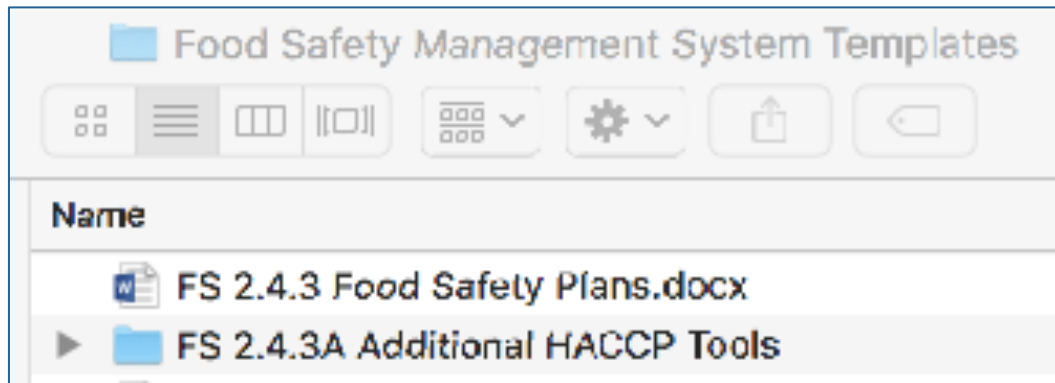 Food Safety Management System Templates
Name
FS 2.4.3 Food Safety Plans.docx
FS 2.4.3A Additional HACCP Tools